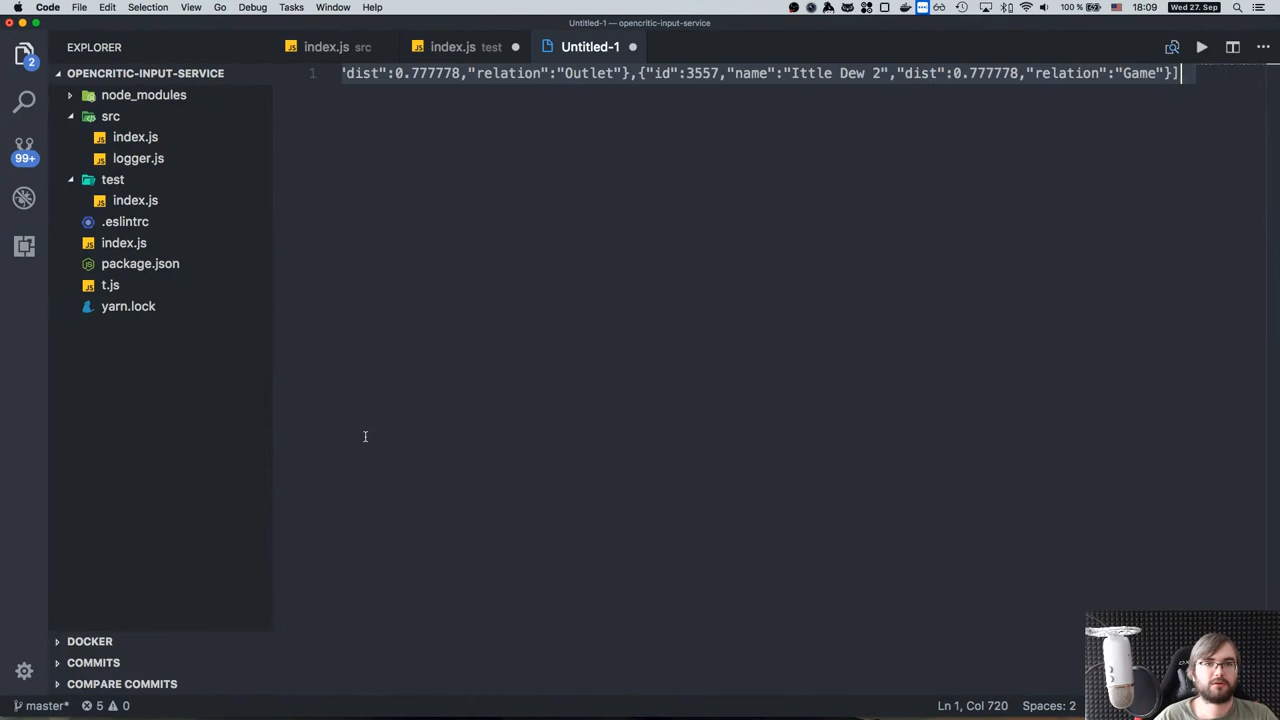 Code File Edit Selection View Go Debug Tasks Window Help 100 % 18:09 Wed 27. Sep
Untitled-1 — opencritic-input-service
EXPLORER
index.js src
index.js test
Untitled-1
2
OPENCRITIC-INPUT-SERVICE
1 "dist":0.777778,"relation":"Outlet"},{"id":3557,"name":"Ittle Dew 2","dist":0.777778,"relation":"Game"}]
node_modules
src
index.js
99+
logger.js
test
index.js
.eslintrc
index.js
package.json
t.js
yarn.lock
DOCKER
COMMITS
COMPARE COMMITS
master* 5 0
Ln 1, Col 720 Spaces: 2